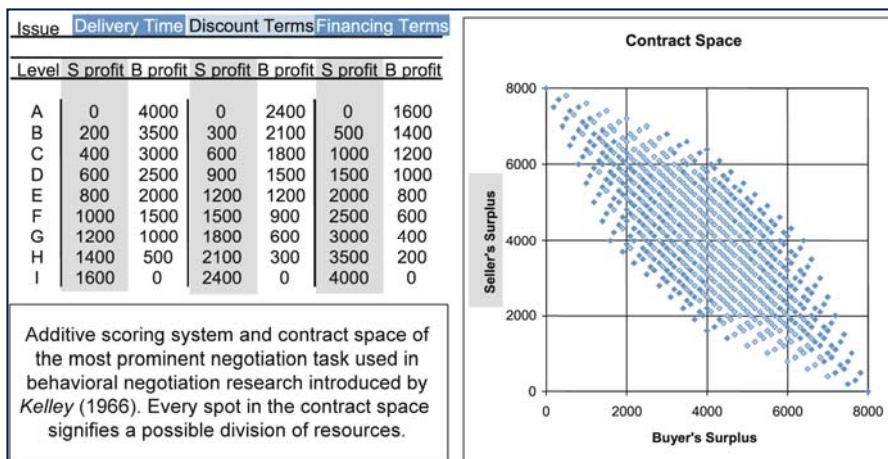 Issue Delivery Time Discount Terms Financing Terms
Level S profit B profit S profit B profit S profit B profit
A 0 4000 0 2400 0 1600
B 200 3500 300 2100 500 1400
C 400 3000 600 1800 1000 1200
D 600 2500 900 1500 1500 1000
E 800 2000 1200 1200 2000 800
F 1000 1500 1500 900 2500 600
G 1200 1000 1800 600 3000 400
H 1400 500 2100 300 3500 200
I 1600 0 2400 0 4000 0
Additive scoring system and contract space of
the most prominent negotiation task used in
behavioral negotiation research introduced by
Kelley (1966). Every spot in the contract space
signifies a possible division of resources.
Contract Space
Seller's Surplus
8000
6000
4000
2000
0
0 2000 4000 6000 8000
Buyer's Surplus